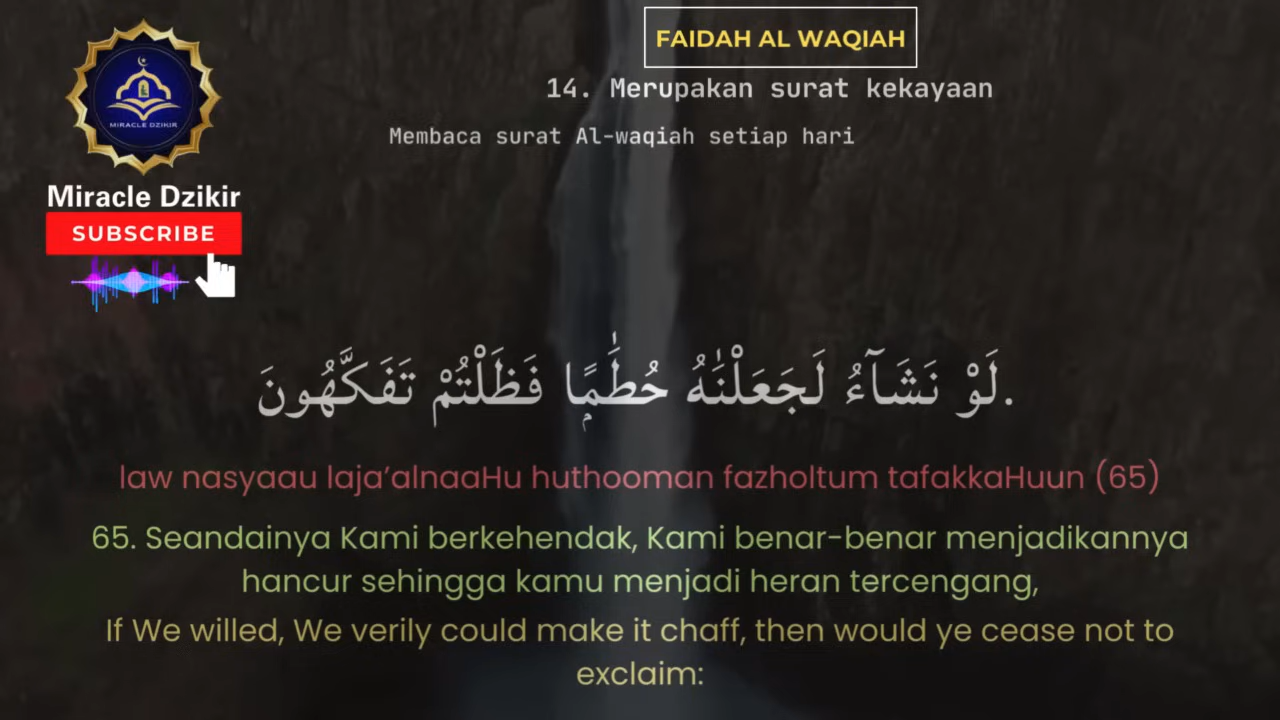 FAIDAH AL WAQIAH
14. Merupakan surat kekayaan
Membaca surat Al-waqiah setiap hari
MIRACLE DZIKIR
Miracle Dzikir
SUBSCRIBE
لَوْ نَشَآءُ لَجَعَلْنَٰهُ حُطَٰمًۭا فَظَلْتُمْ تَفَكَّهُونَ.
law nasyaau laja’alnaaHu huthooman fazholtum tafakkaHuun (65)
65. Seandainya Kami berkehendak, Kami benar-benar menjadikannya
hancur sehingga kamu menjadi heran tercengang,
If We willed, We verily could make it chaff, then would ye cease not to
exclaim: